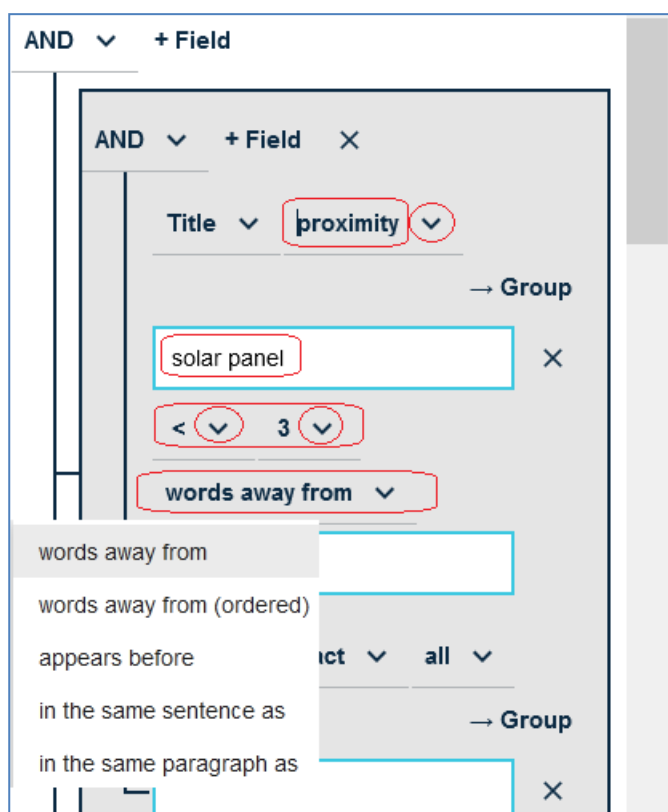 AND + Field
AND + Field ×
Title proximity
→ Group
solar panel ×
< 3
words away from
words away from
words away from (ordered)
appears before
all
in the same sentence as
→ Group
in the same paragraph as
×